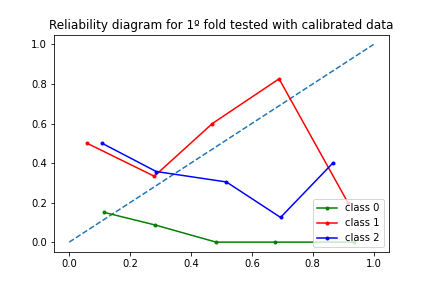 Reliability diagram for 1º fold tested with calibrated data
1.0
0.8
0.6
0.4
0.2
0.0
class 0
class 1
class 2
0.0 0.2 0.4 0.6 0.8 1.0